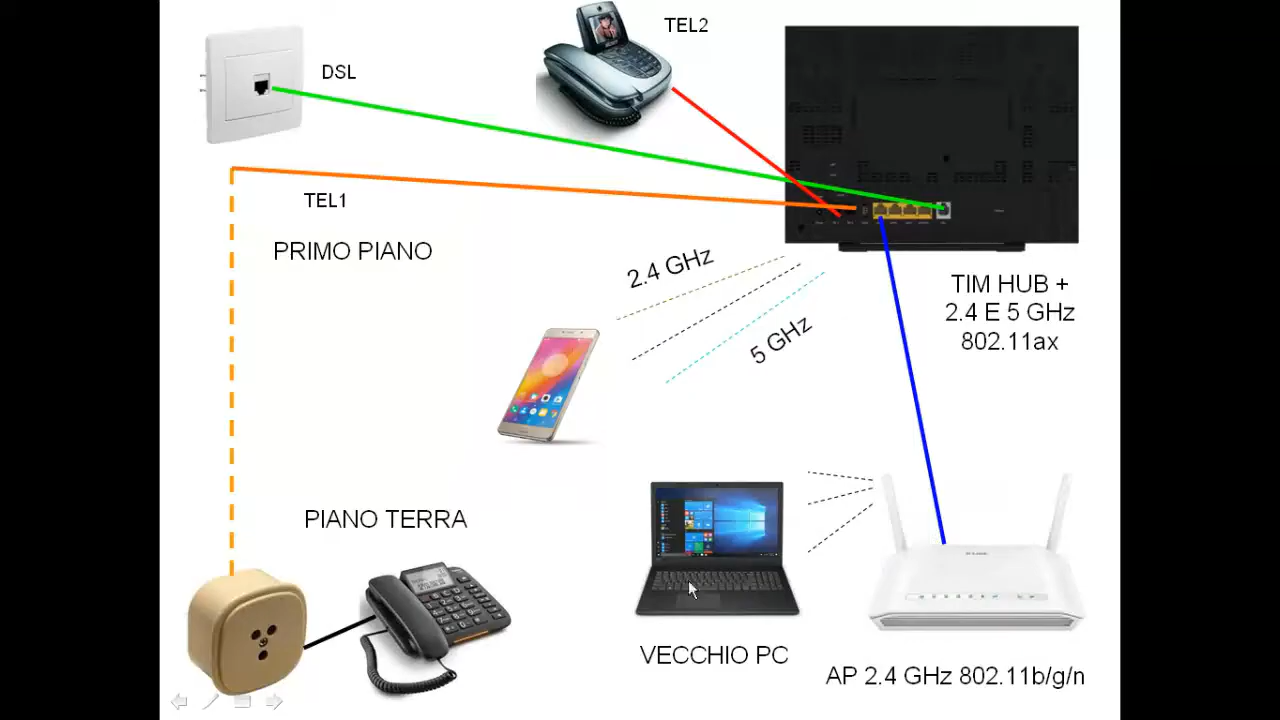 TEL2
DSL
TEL1
PRIMO PIANO
2.4 GHz
5 GHz
TIM HUB +
2.4 E 5 GHz
802.11ax
PIANO TERRA
VECCHIO PC
AP 2.4 GHz 802.11b/g/n